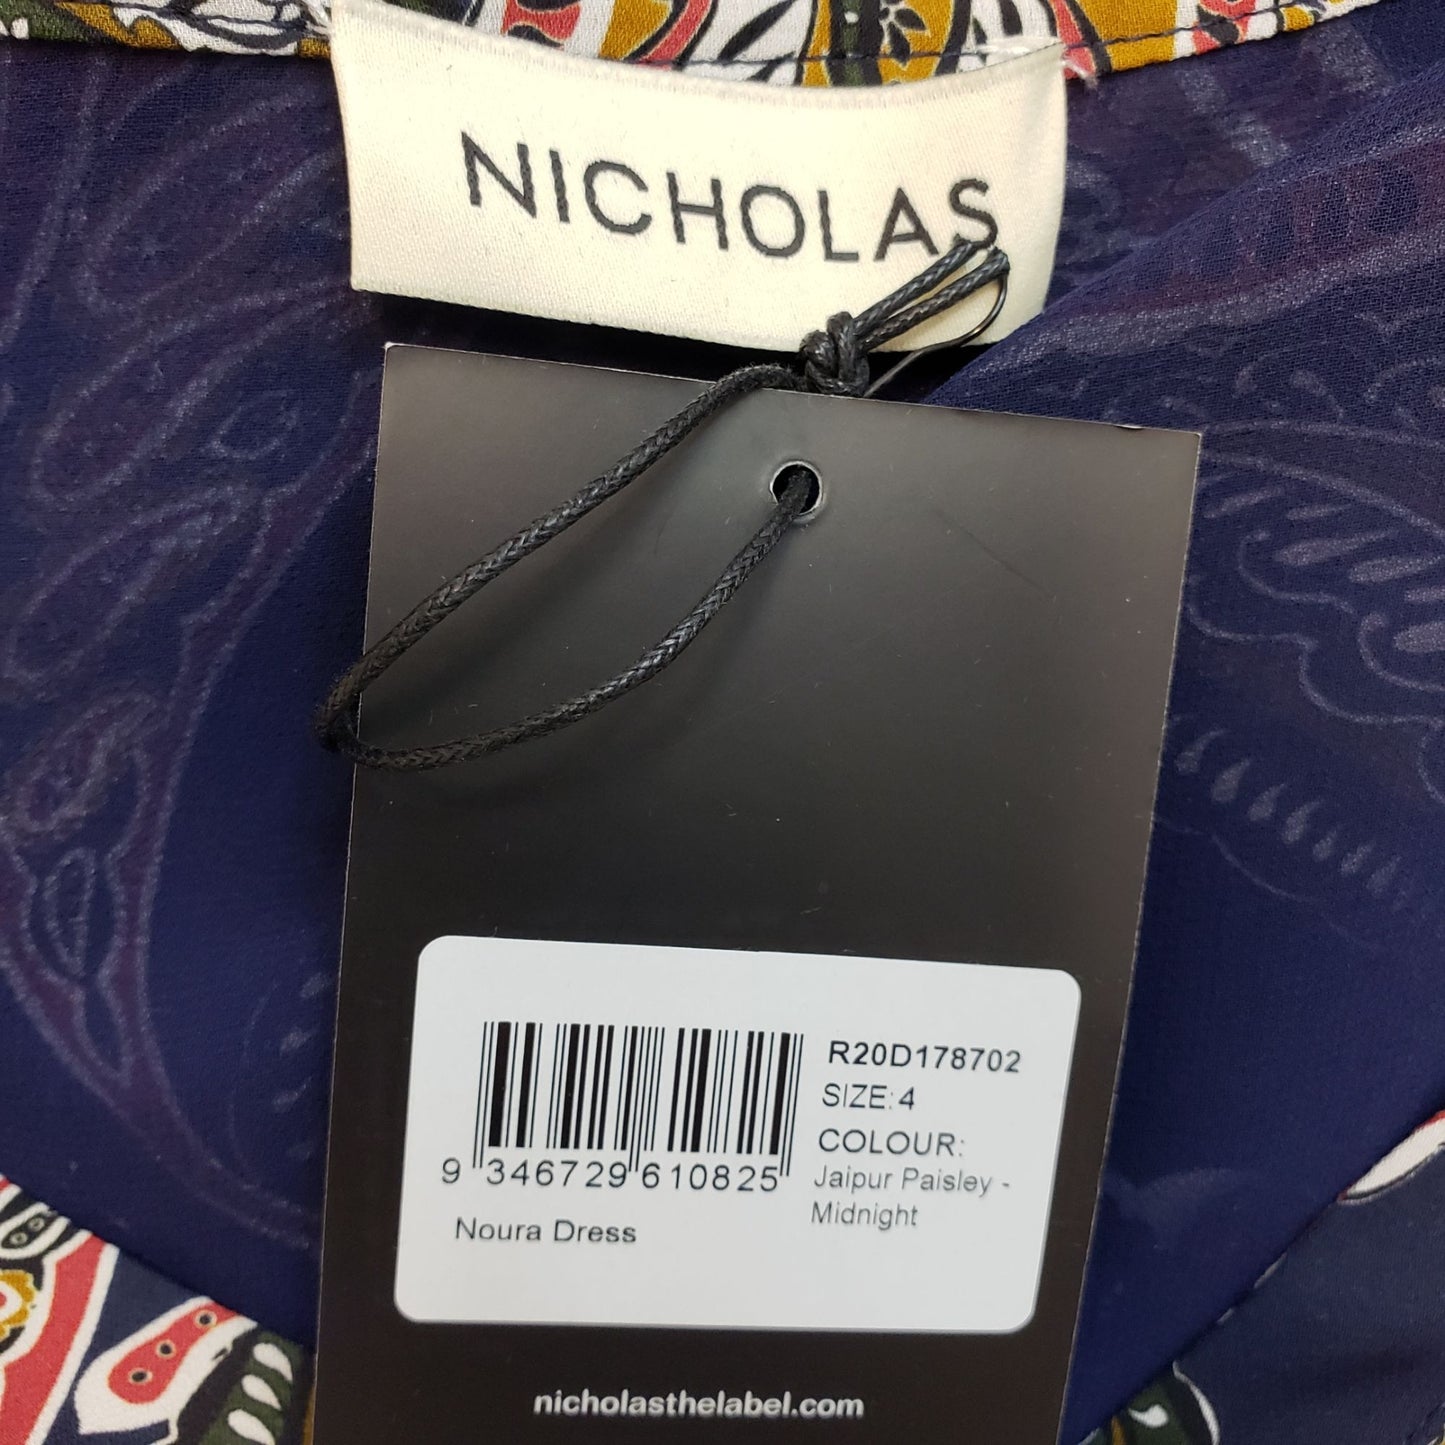 NICHOLAS
R20D178702
SIZE: 4
COLOUR:
Jaipur Paisley -
Midnight
9 346729 610825
Noura Dress
nicholasthelabel.com